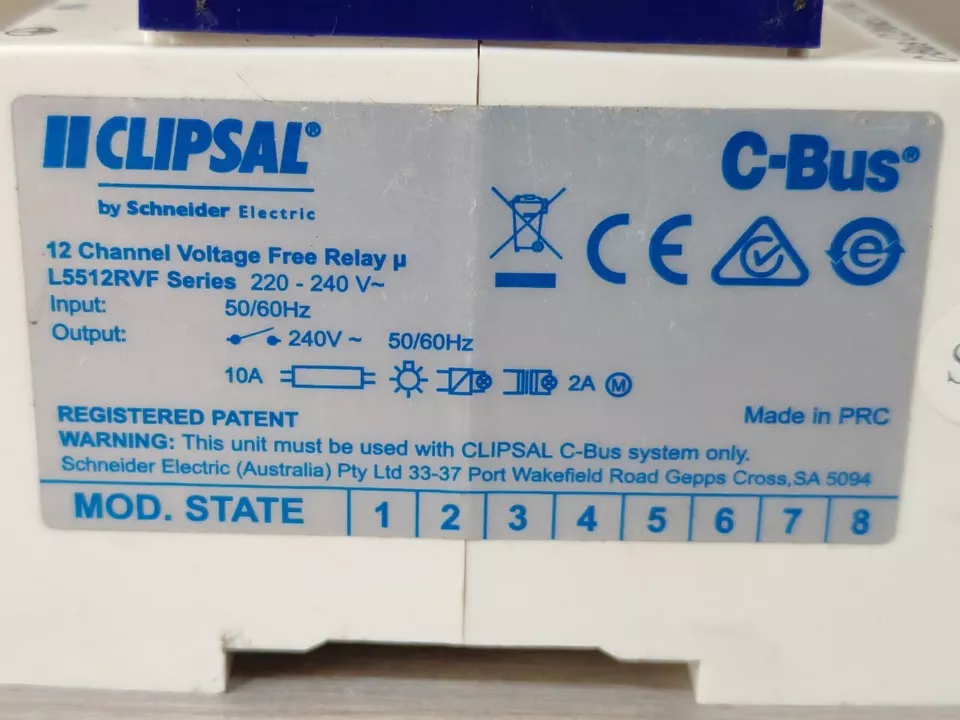 CLIPSAL®
by Schneider Electric
C-Bus®
12 Channel Voltage Free Relay µ
L5512RVF Series 220 - 240 V~
Input: 50/60Hz
Output: 240V ~ 50/60Hz
10A 2A M
REGISTERED PATENT
Made in PRC
WARNING: This unit must be used with CLIPSAL C-Bus system only.
Schneider Electric (Australia) Pty Ltd 33-37 Port Wakefield Road Gepps Cross,SA 5094
MOD. STATE 1 2 3 4 5 6 7 8